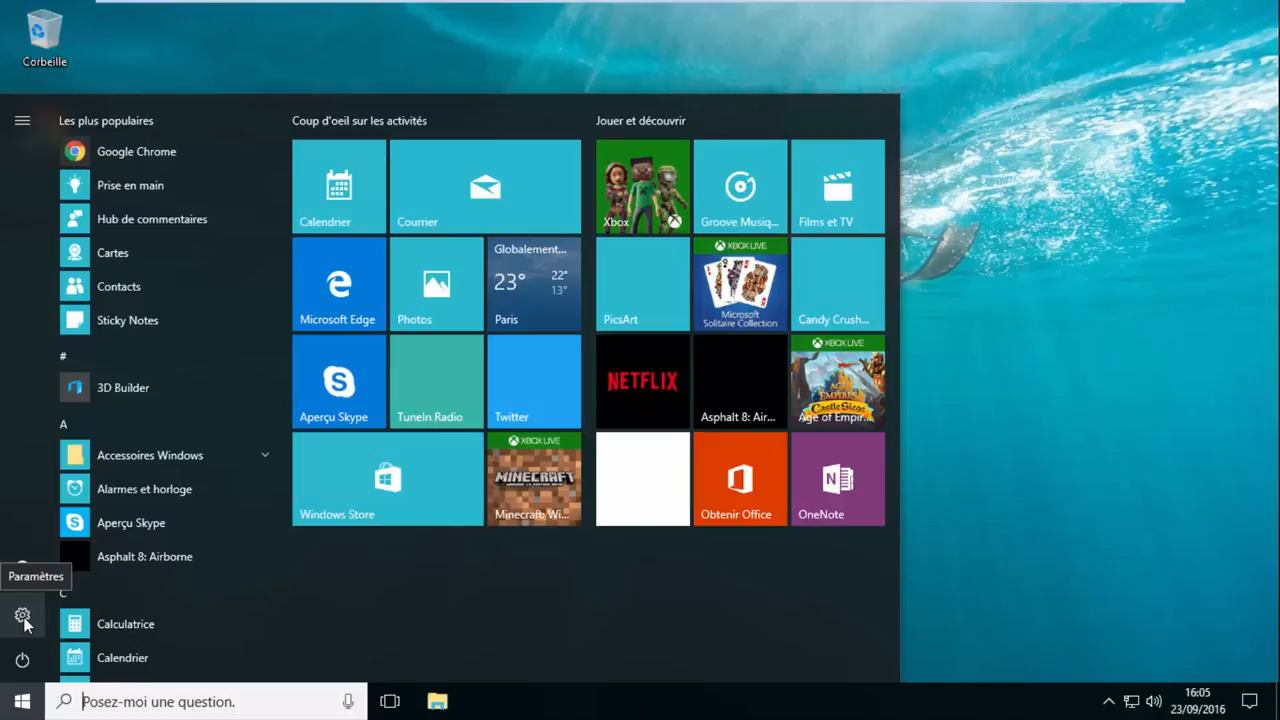 Corbeille
Les plus populaires
Google Chrome
Prise en main
Hub de commentaires
Cartes
Contacts
Sticky Notes
#
3D Builder
A
Accessoires Windows
Alarmes et horloge
Aperçu Skype
Asphalt 8: Airborne
C
Calculatrice
Calendrier
Paramètres
Coup d'oeil sur les activités
Calendrier
Courrier
Microsoft Edge
Photos
Globalement...
23°
22°
13°
Paris
Aperçu Skype
TuneIn Radio
Twitter
Windows Store
XBOX LIVE
MINECRAFT
Minecraft: Wi...
Jouer et découvrir
Xbox
Groove Musiq...
Films et TV
PicsArt
XBOX LIVE
Microsoft
Solitaire Collection
Candy Crush...
NETFLIX
Asphalt 8: Air...
XBOX LIVE
AGE OF
EMPIRES
Castle Siege
Age of Empir...
Obtenir Office
OneNote
Posez-moi une question.
16:05
23/09/2016